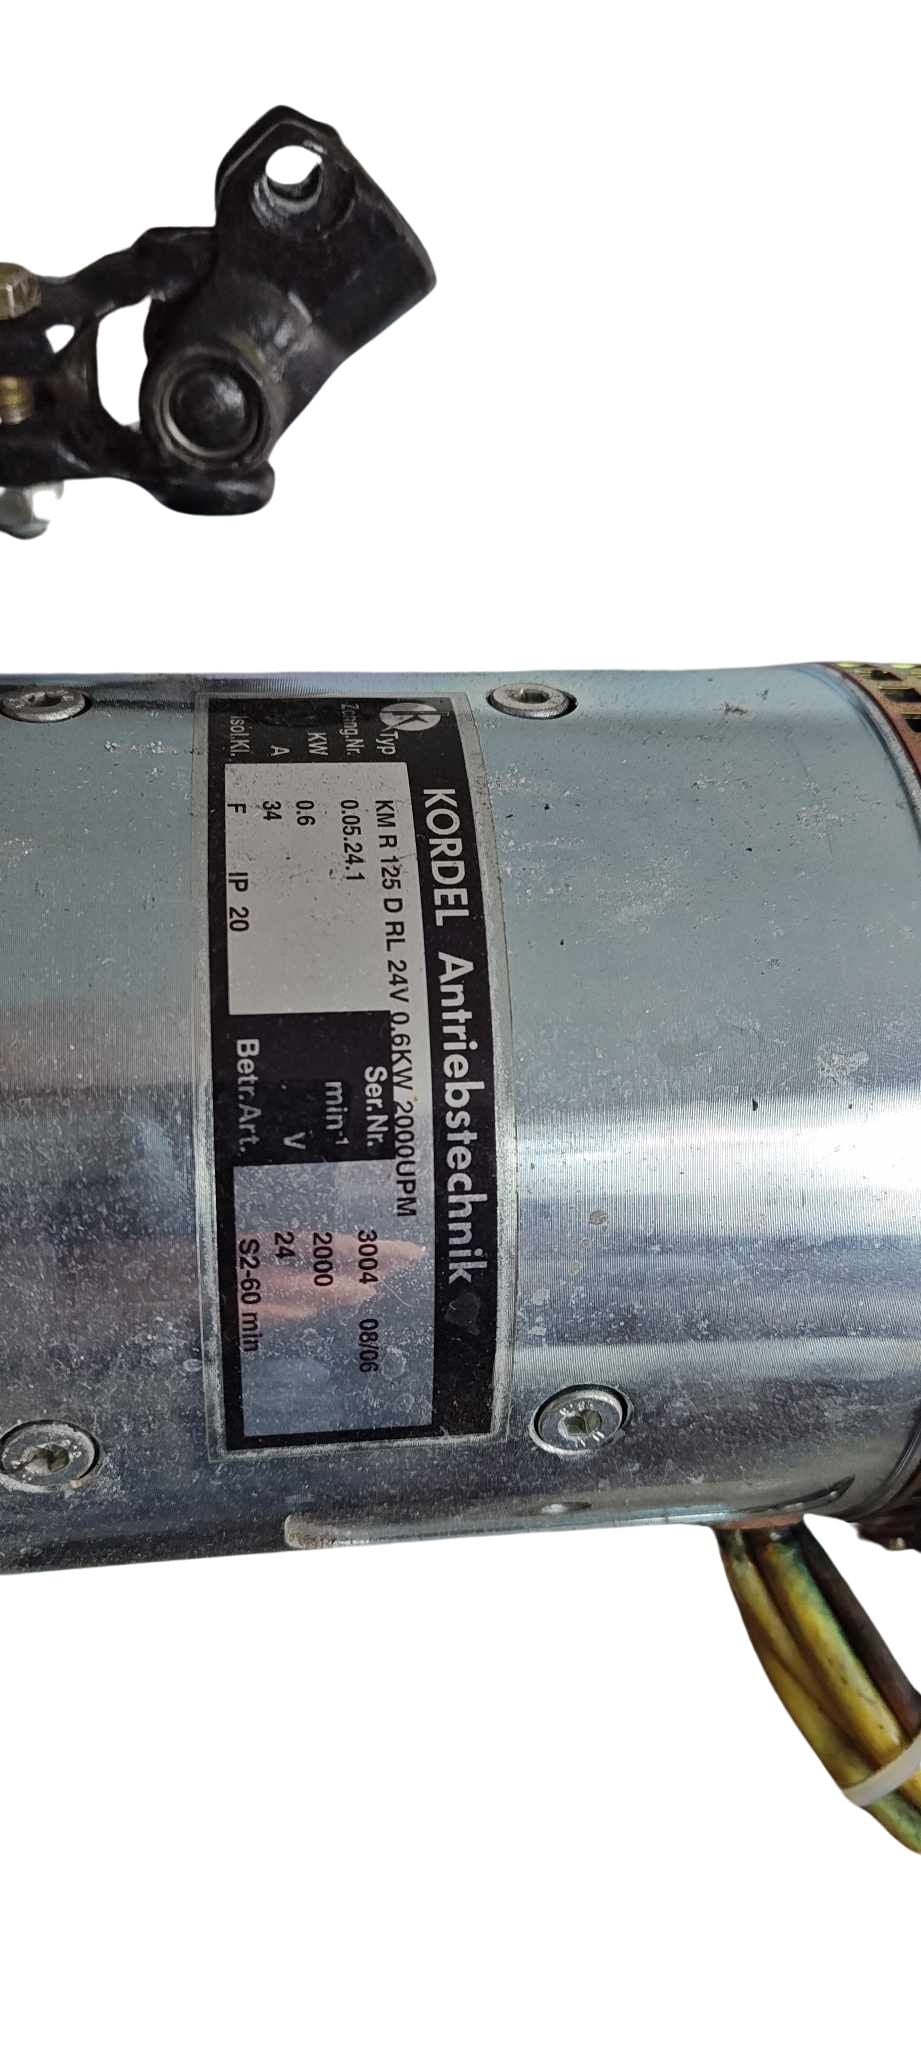 K KORDEL Antriebstechnik
Typ KM R 125 D RL 24V 0.6KW 2000UPM
Zchng.Nr. 0.05.24.1 Ser.Nr. 3004 08/06
KW 0.6 min-1 2000
A 34 V 24
Isol.Kl. F IP 20 Betr.Art. S2-60 min